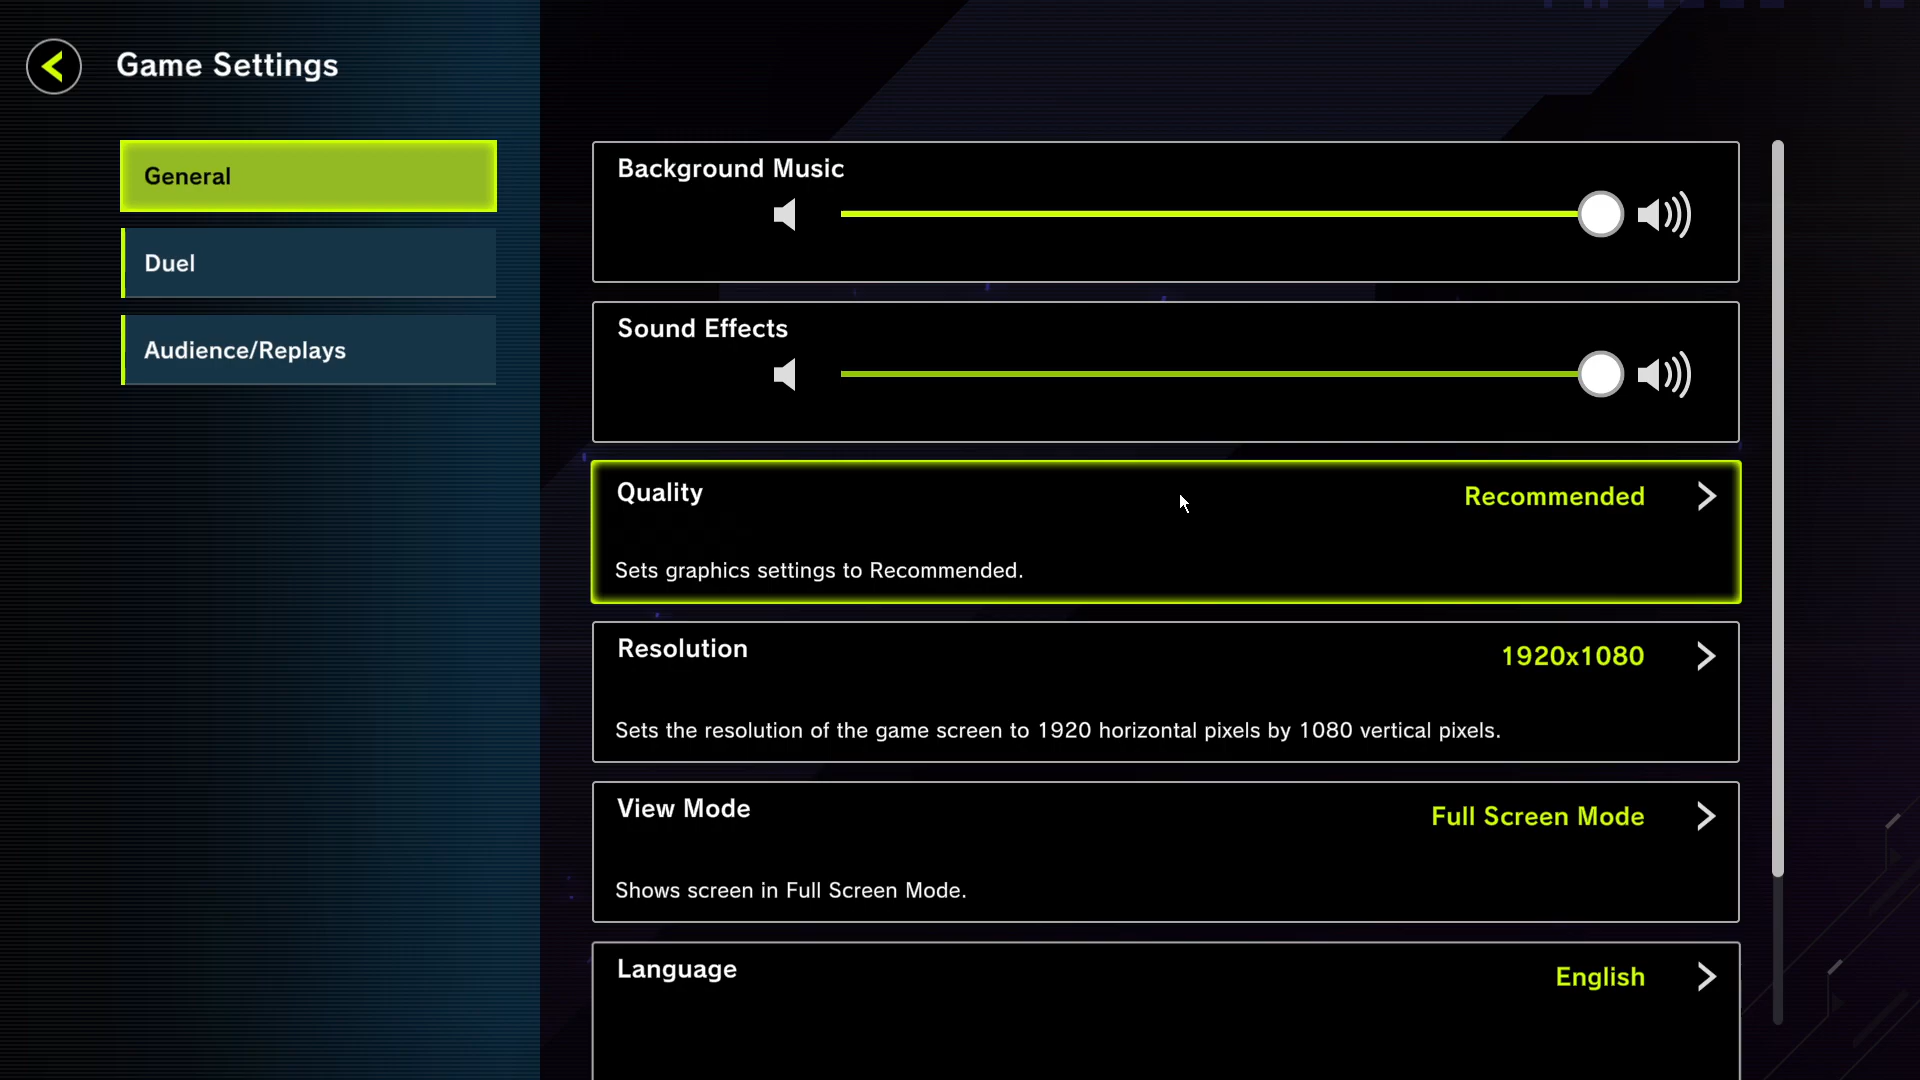 Game Settings
General
Duel
Audience/Replays
Background Music
Sound Effects
Quality
Recommended
Sets graphics settings to Recommended.
Resolution
1920x1080
Sets the resolution of the game screen to 1920 horizontal pixels by 1080 vertical pixels.
View Mode
Full Screen Mode
Shows screen in Full Screen Mode.
Language
English